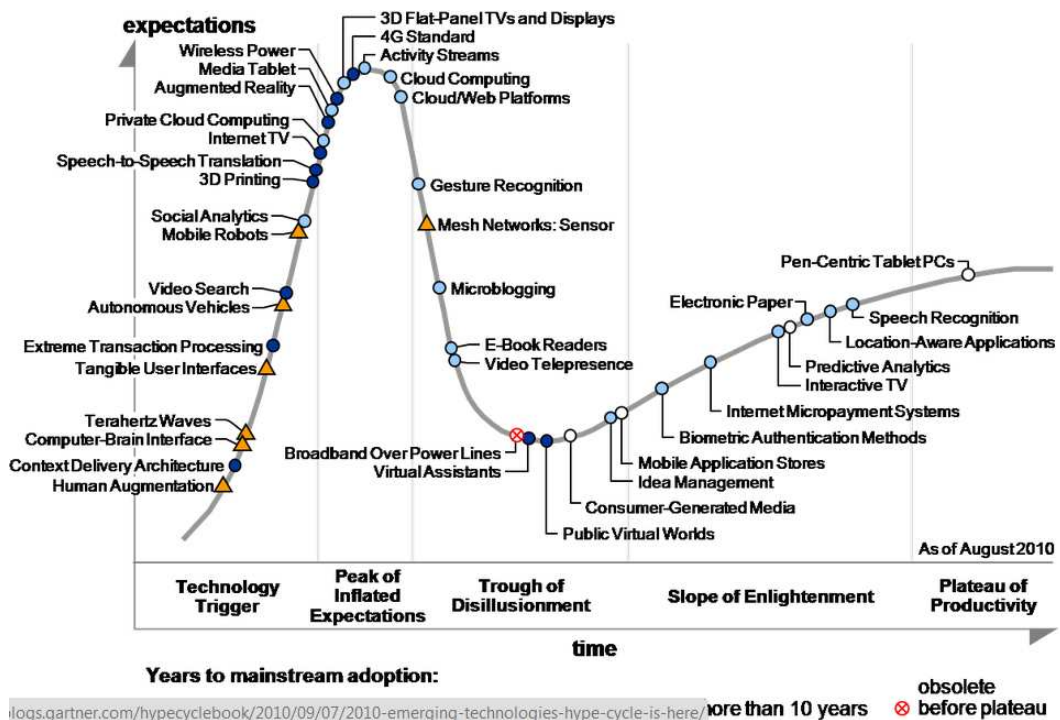 expectations
3D Flat-Panel TVs and Displays
4G Standard
Activity Streams
Wireless Power
Media Tablet
Augmented Reality
Cloud Computing
Cloud/Web Platforms
Private Cloud Computing
Internet TV
Speech-to-Speech Translation
3D Printing
Gesture Recognition
Social Analytics
Mobile Robots
Mesh Networks: Sensor
Pen-Centric Tablet PCs
Video Search
Autonomous Vehicles
Microblogging
Electronic Paper
Speech Recognition
Location-Aware Applications
Extreme Transaction Processing
Tangible User Interfaces
E-Book Readers
Video Telepresence
Predictive Analytics
Interactive TV
Internet Micropayment Systems
Terahertz Waves
Computer-Brain Interface
Context Delivery Architecture
Human Augmentation
Broadband Over Power Lines
Virtual Assistants
Biometric Authentication Methods
Mobile Application Stores
Idea Management
Consumer-Generated Media
Public Virtual Worlds
As of August 2010
Technology
Trigger
Peak of
Inflated
Expectations
Trough of
Disillusionment
Slope of Enlightenment
Plateau of
Productivity
time
Years to mainstream adoption:
logs.gartner.com/hypecyclebook/2010/09/07/2010-emerging-technologies-hype-cycle-is-here/
ore than 10 years
obsolete
before plateau